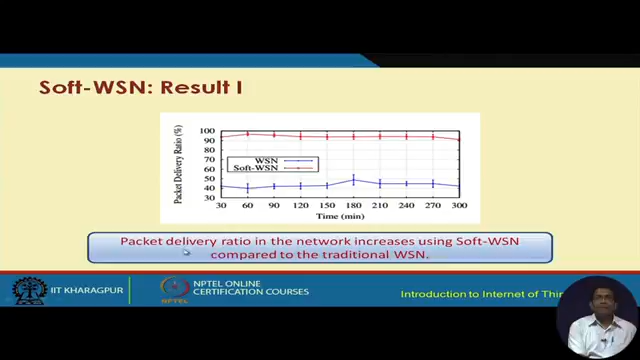 Soft-WSN: Result I
Packet Delivery Ratio (%)
100
90
80
70
60
50
40
30
WSN
Soft-WSN
30 60 90 120 150 180 210 240 270 300
Time (min)
Packet delivery ratio in the network increases using Soft-WSN
compared to the traditional WSN.
IIT KHARAGPUR
NPTEL
NPTEL ONLINE
CERTIFICATION COURSES
Introduction to Internet of Thin